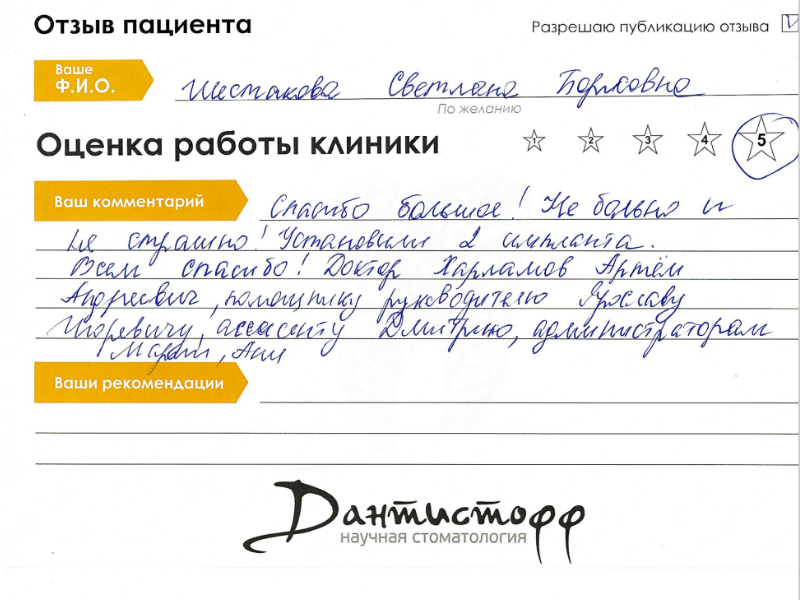 Отзыв пациента
Разрешаю публикацию отзыва
Ваше
Ф.И.О.
Шестакова Светлана Борисовна
По желанию
Оценка работы клиники
1 2 3 4 5
Ваш комментарий
Спасибо большое! Не больно и
не страшно! Установили 2 импланта.
Всем спасибо! Доктор Харламов Артём
Андреевич, помощнику руководителю Ярославу
Игоревичу, ассистенту Дмитрию, администраторам
Марии, Ани
Ваши рекомендации
Дантистофф
научная стоматология